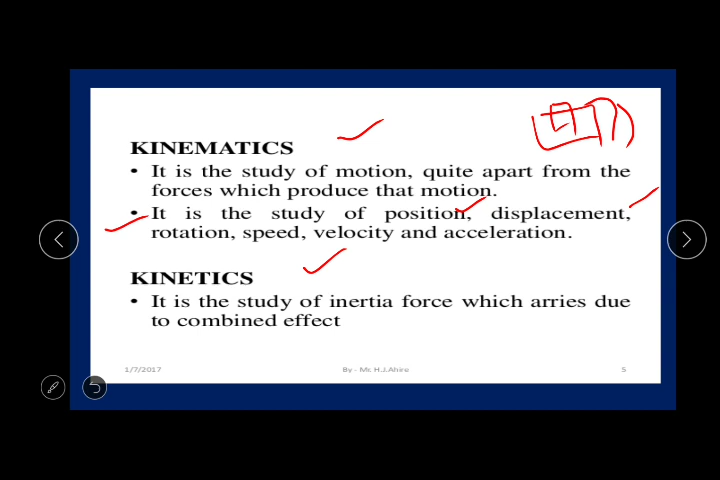 KINEMATICS
• It is the study of motion, quite apart from the
forces which produce that motion.
• It is the study of position, displacement,
rotation, speed, velocity and acceleration.
KINETICS
• It is the study of inertia force which arries due
to combined effect
1/7/2017 By - Mr. H.J.Ahire 5